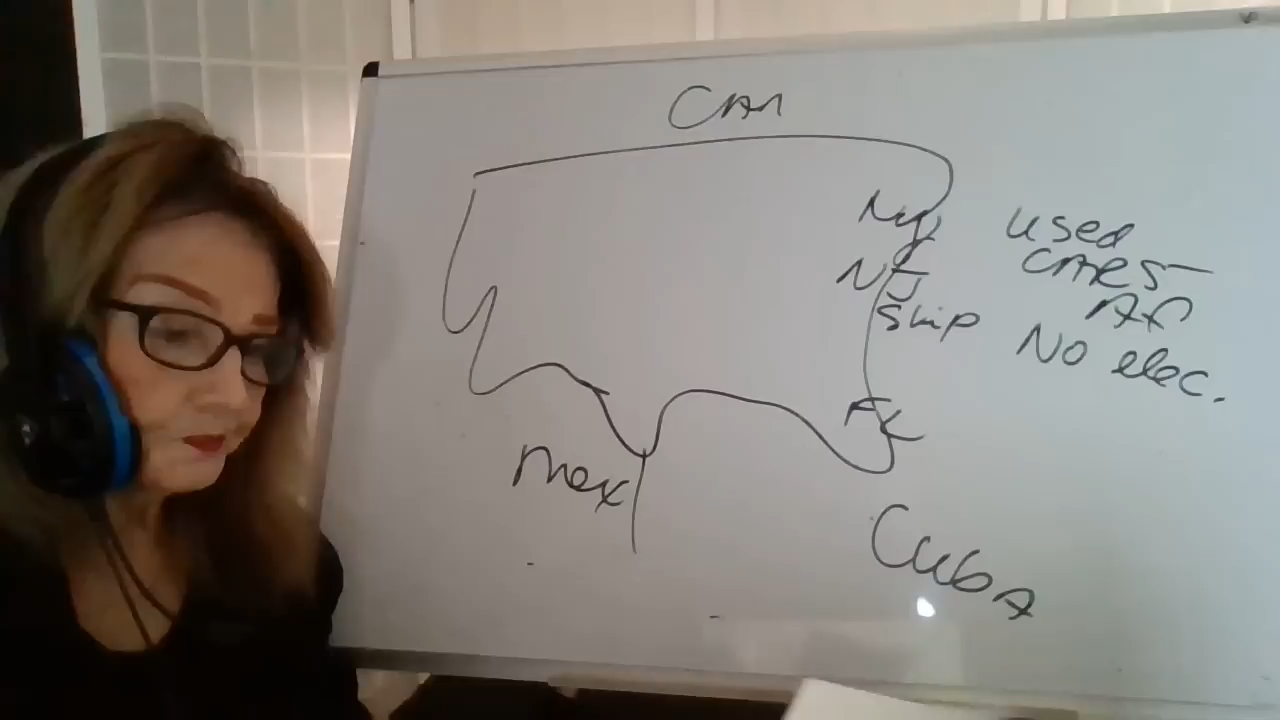 CAN
Ny used
NJ CARS
AF
Ship No elec.
FL
Mex
Cuba